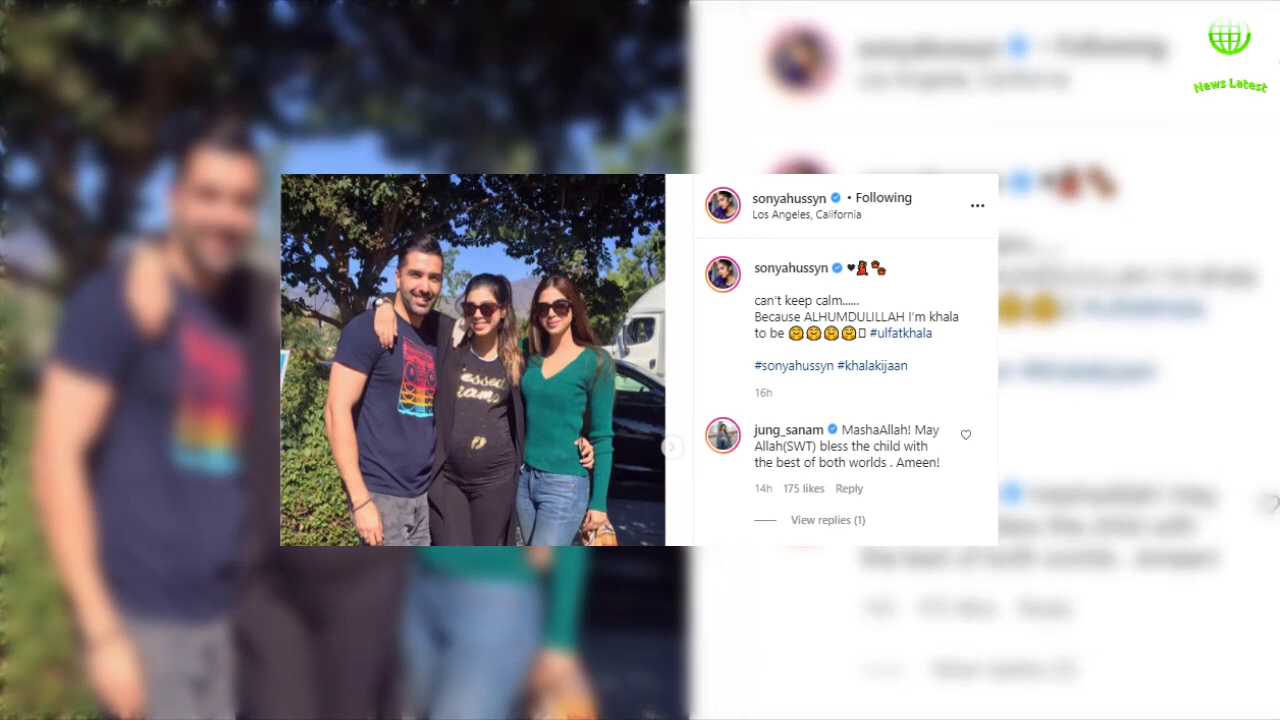 News Latest
sonyahussyn • Following
Los Angeles, California
sonyahussyn ♥💃🏾👣
can't keep calm......
Because ALHUMDULILLAH I'm khala
to be 🤗🤗🤗🤗▯ #ulfatkhala
#sonyahussyn #khalakijaan
16h
jung_sanam MashaAllah! May
Allah(SWT) bless the child with
the best of both worlds . Ameen!
14h 175 likes Reply
View replies (1)